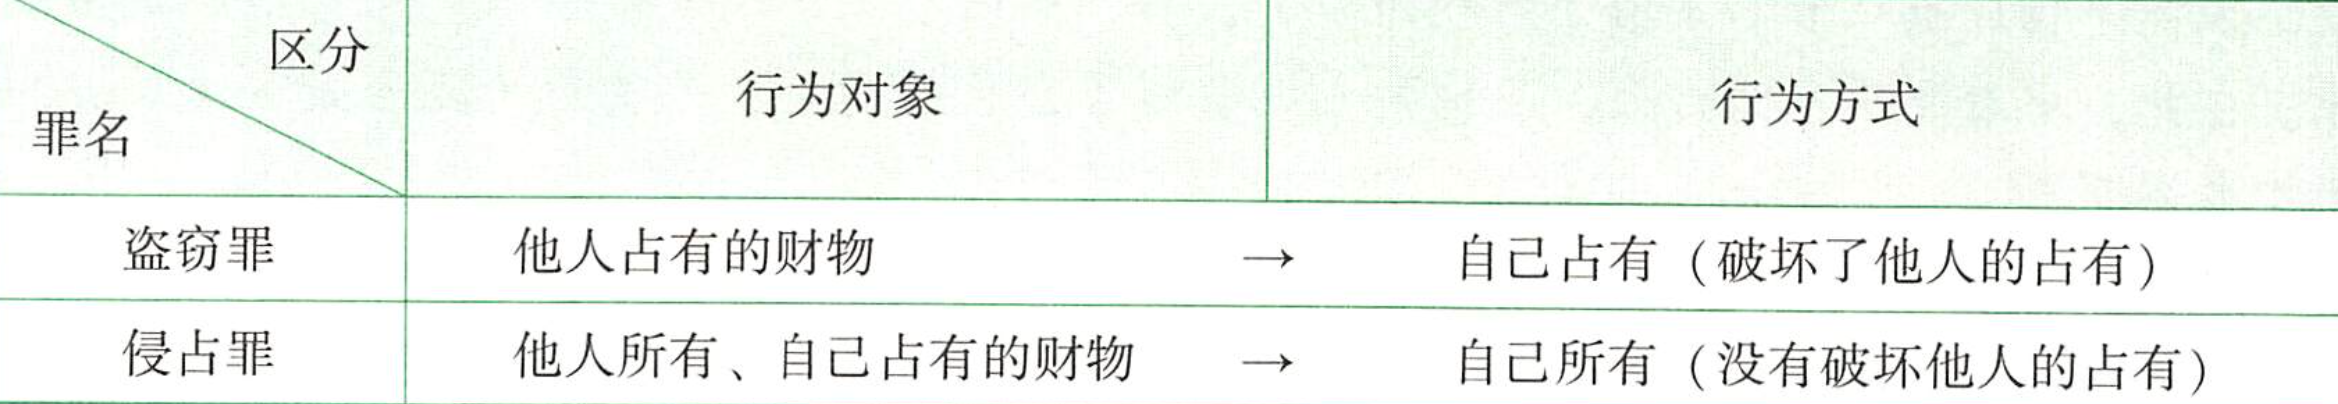 区分
罪名
行为对象
行为方式
盗窃罪
他人占有的财物 → 自己占有（破坏了他人的占有）
侵占罪
他人所有、自己占有的财物 → 自己所有（没有破坏他人的占有）